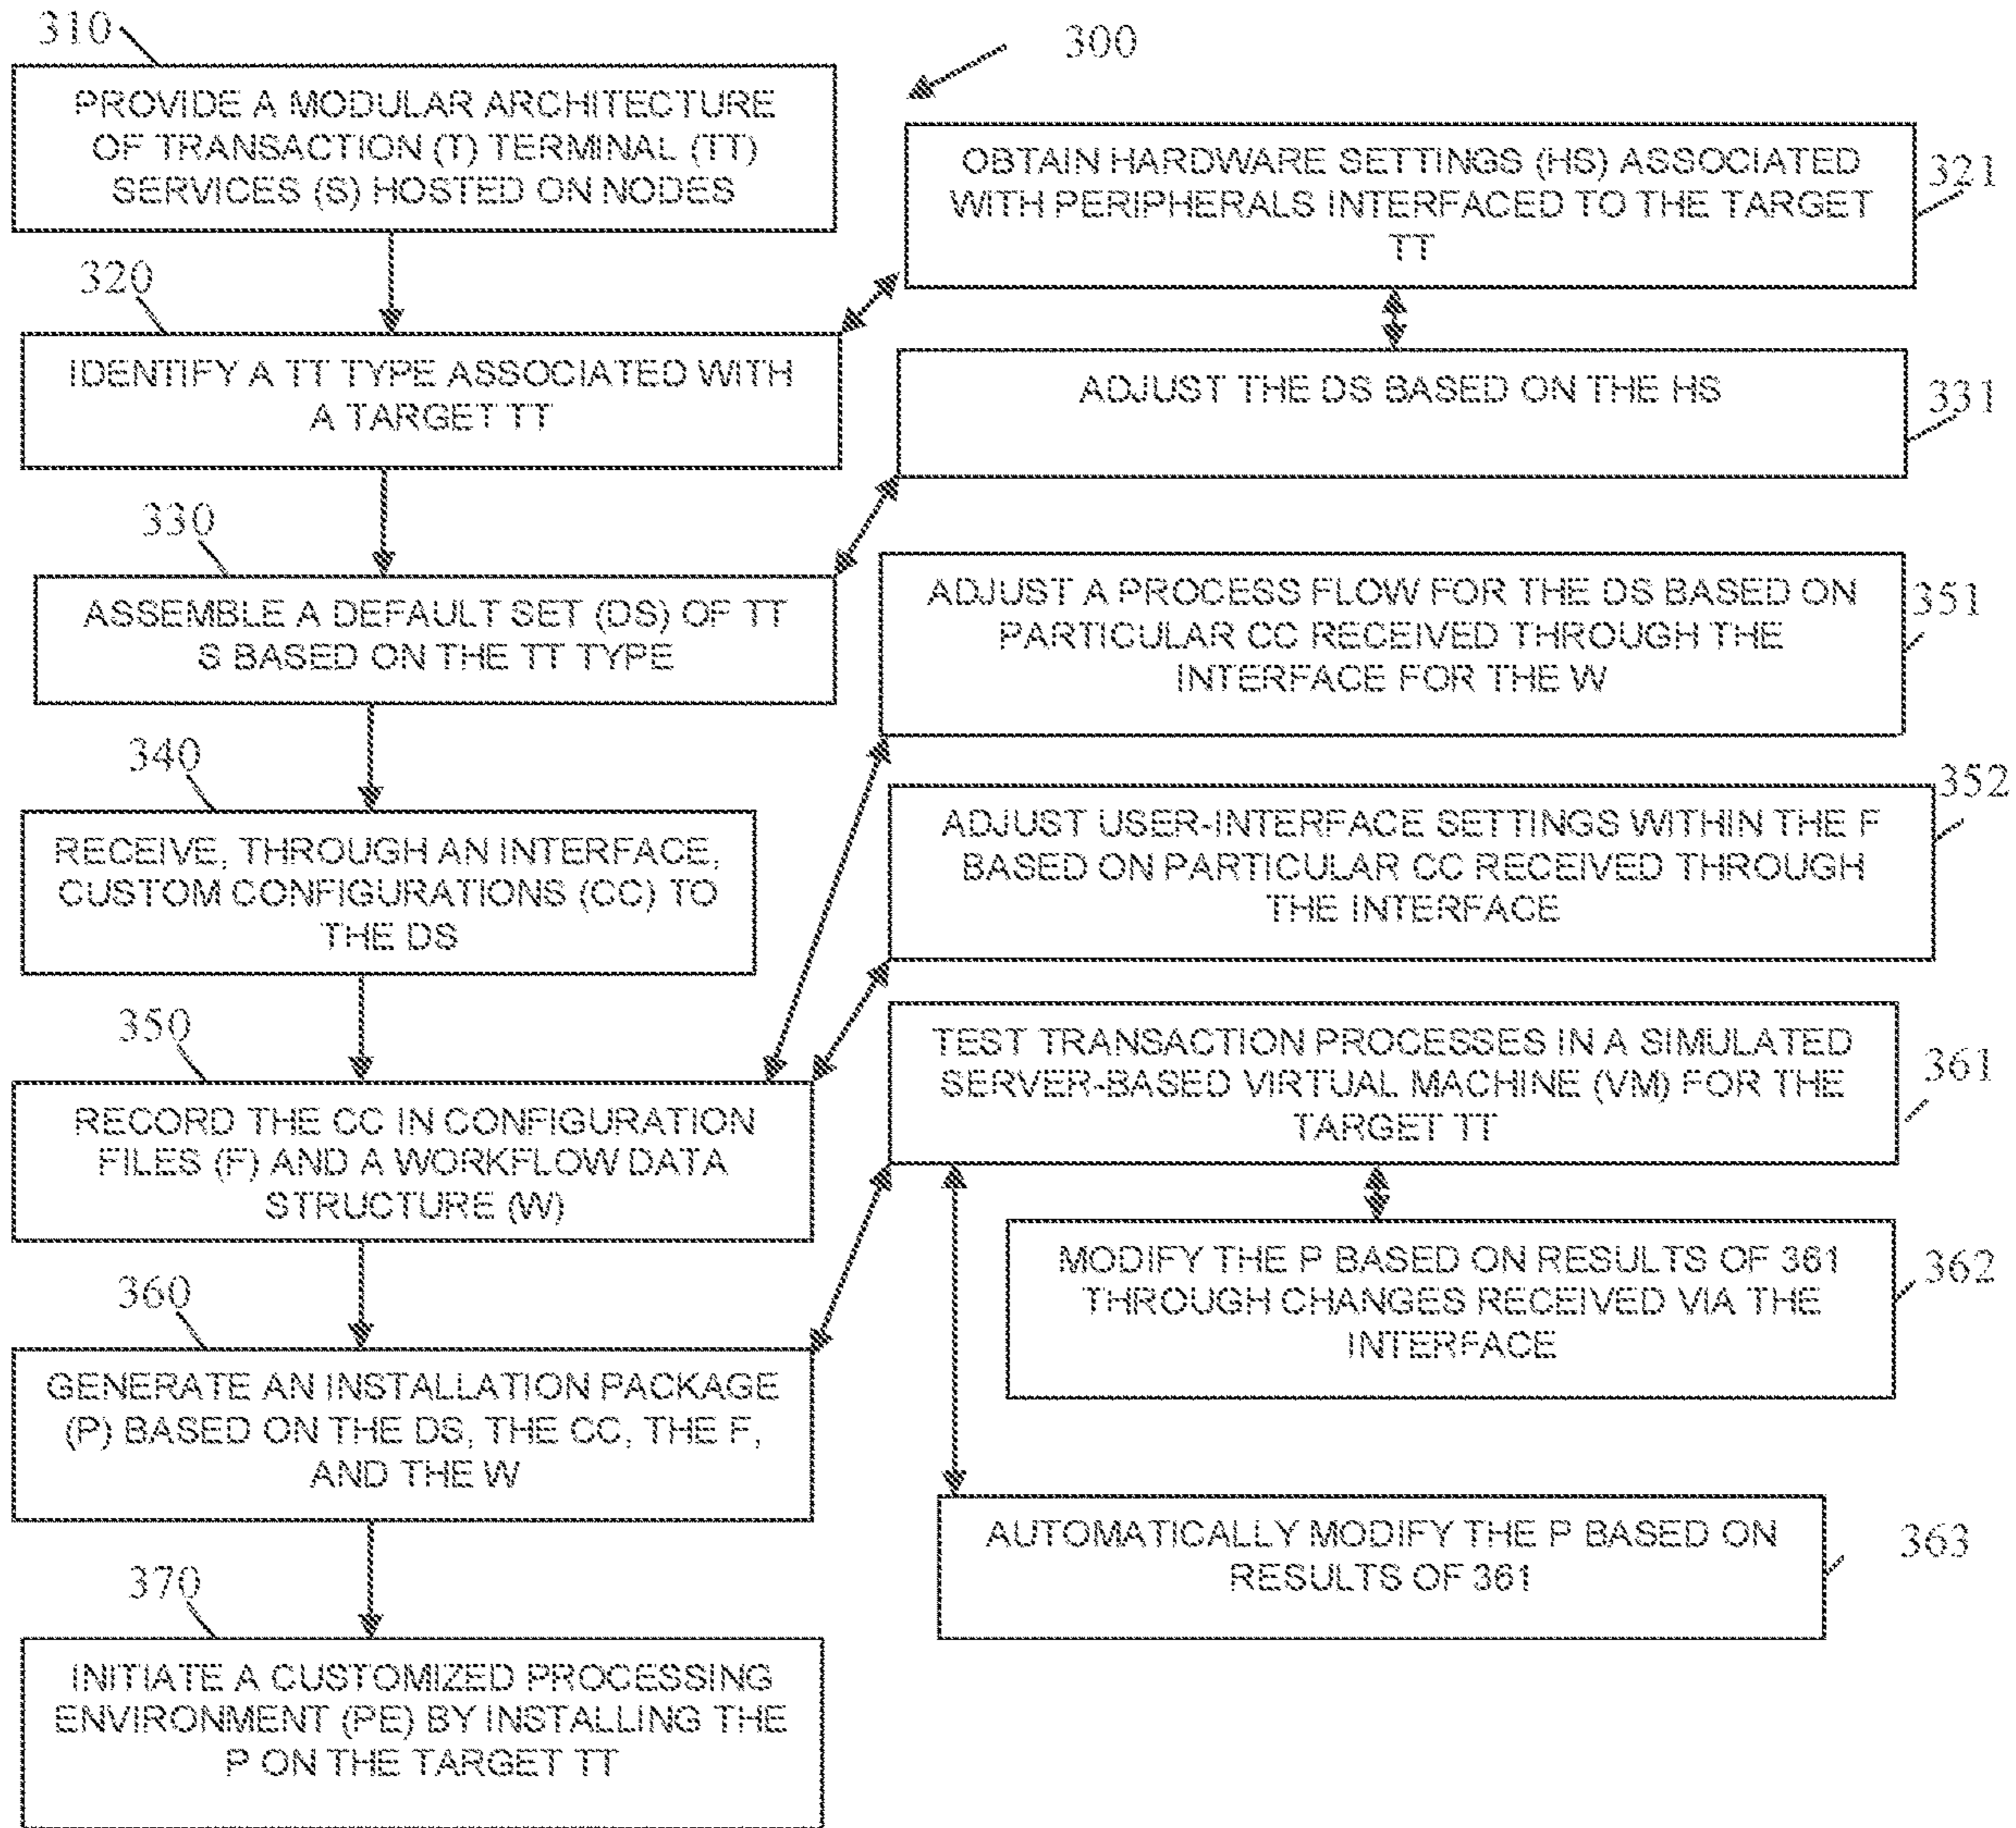 310
PROVIDE A MODULAR ARCHITECTURE
OF TRANSACTION (T) TERMINAL (TT)
SERVICES (S) HOSTED ON NODES
300
OBTAIN HARDWARE SETTINGS (HS) ASSOCIATED
WITH PERIPHERALS INTERFACED TO THE TARGET
TT
321
320
IDENTIFY A TT TYPE ASSOCIATED WITH
A TARGET TT
ADJUST THE DS BASED ON THE HS
331
330
ASSEMBLE A DEFAULT SET (DS) OF TT
S BASED ON THE TT TYPE
ADJUST A PROCESS FLOW FOR THE DS BASED ON
PARTICULAR CC RECEIVED THROUGH THE
INTERFACE FOR THE W
351
340
RECEIVE, THROUGH AN INTERFACE,
CUSTOM CONFIGURATIONS (CC) TO
THE DS
352
ADJUST USER-INTERFACE SETTINGS WITHIN THE F
BASED ON PARTICULAR CC RECEIVED THROUGH
THE INTERFACE
350
RECORD THE CC IN CONFIGURATION
FILES (F) AND A WORKFLOW DATA
STRUCTURE (W)
TEST TRANSACTION PROCESSES IN A SIMULATED
SERVER-BASED VIRTUAL MACHINE (VM) FOR THE
TARGET TT
361
MODIFY THE P BASED ON RESULTS OF 361
THROUGH CHANGES RECEIVED VIA THE
INTERFACE
362
360
GENERATE AN INSTALLATION PACKAGE
(P) BASED ON THE DS, THE CC, THE F,
AND THE W
AUTOMATICALLY MODIFY THE P BASED ON
RESULTS OF 361
363
370
INITIATE A CUSTOMIZED PROCESSING
ENVIRONMENT (PE) BY INSTALLING THE
P ON THE TARGET TT